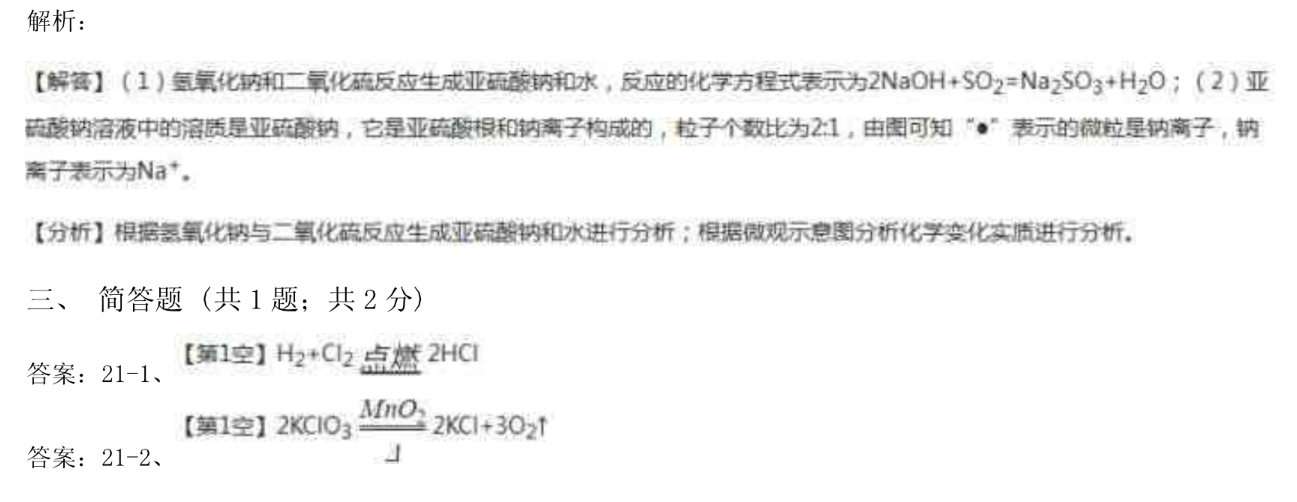 解析：
【解答】（1）氢氧化钠和二氧化硫反应生成亚硫酸钠和水，反应的化学方程式表示为2NaOH+SO₂=Na₂SO₃+H₂O；（2）亚
硫酸钠溶液中的溶质是亚硫酸钠，它是亚硫酸根和钠离子构成的，粒子个数比为2:1，由图可知“●”表示的微粒是钠离子，钠
离子表示为Na⁺。
【分析】根据氢氧化钠与二氧化硫反应生成亚硫酸钠和水进行分析；根据微观示意图分析化学变化实质进行分析。
三、 简答题（共 1 题；共 2 分）
【第1空】H₂+Cl₂ 点燃 2HCl
答案：21-1、
MnO₂
【第1空】2KClO₃ ═ 2KCl+3O₂↑
Δ
答案：21-2、